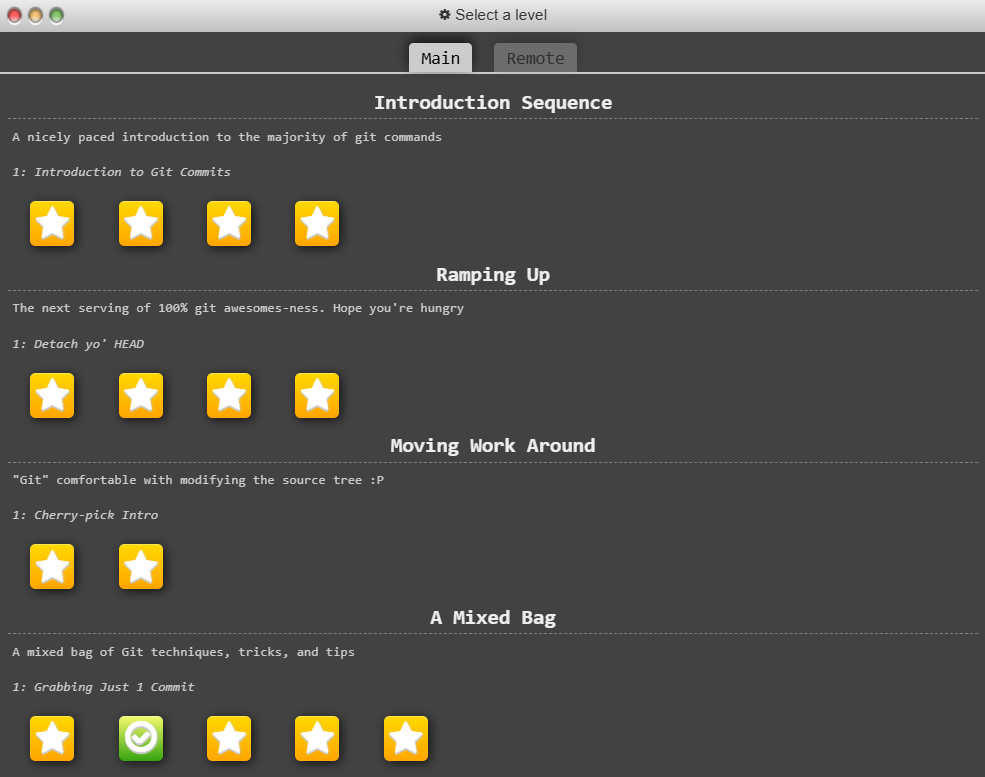 Select a level
Main
Remote
Introduction Sequence
A nicely paced introduction to the majority of git commands
1: Introduction to Git Commits
Ramping Up
The next serving of 100% git awesomes-ness. Hope you're hungry
1: Detach yo' HEAD
Moving Work Around
"Git" comfortable with modifying the source tree :P
1: Cherry-pick Intro
A Mixed Bag
A mixed bag of Git techniques, tricks, and tips
1: Grabbing Just 1 Commit